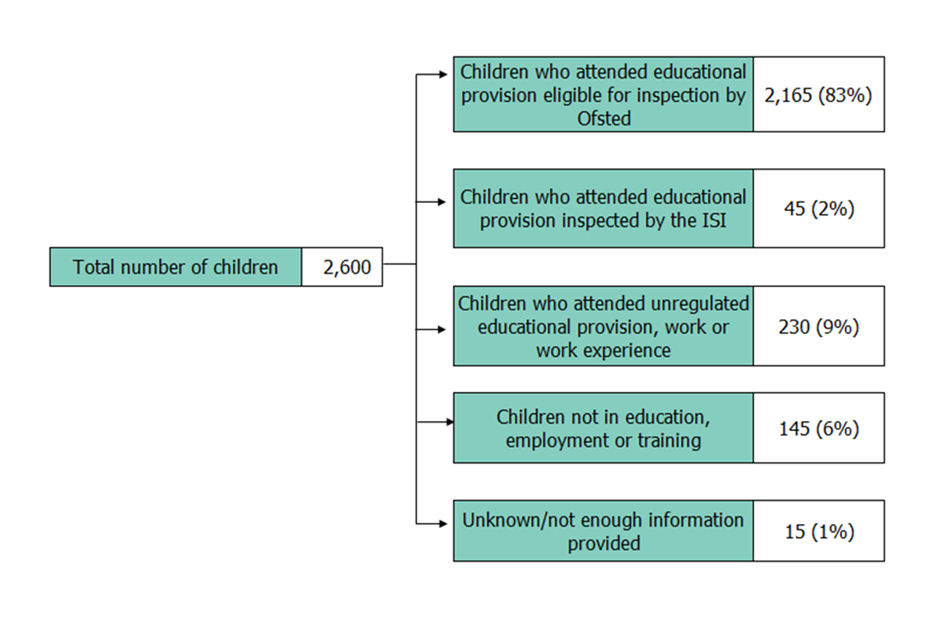 Children who attended educational
provision eligible for inspection by
Ofsted
2,165 (83%)
Children who attended educational
provision inspected by the ISI
45 (2%)
Total number of children
2,600
Children who attended unregulated
educational provision, work or
work experience
230 (9%)
Children not in education,
employment or training
145 (6%)
Unknown/not enough information
provided
15 (1%)